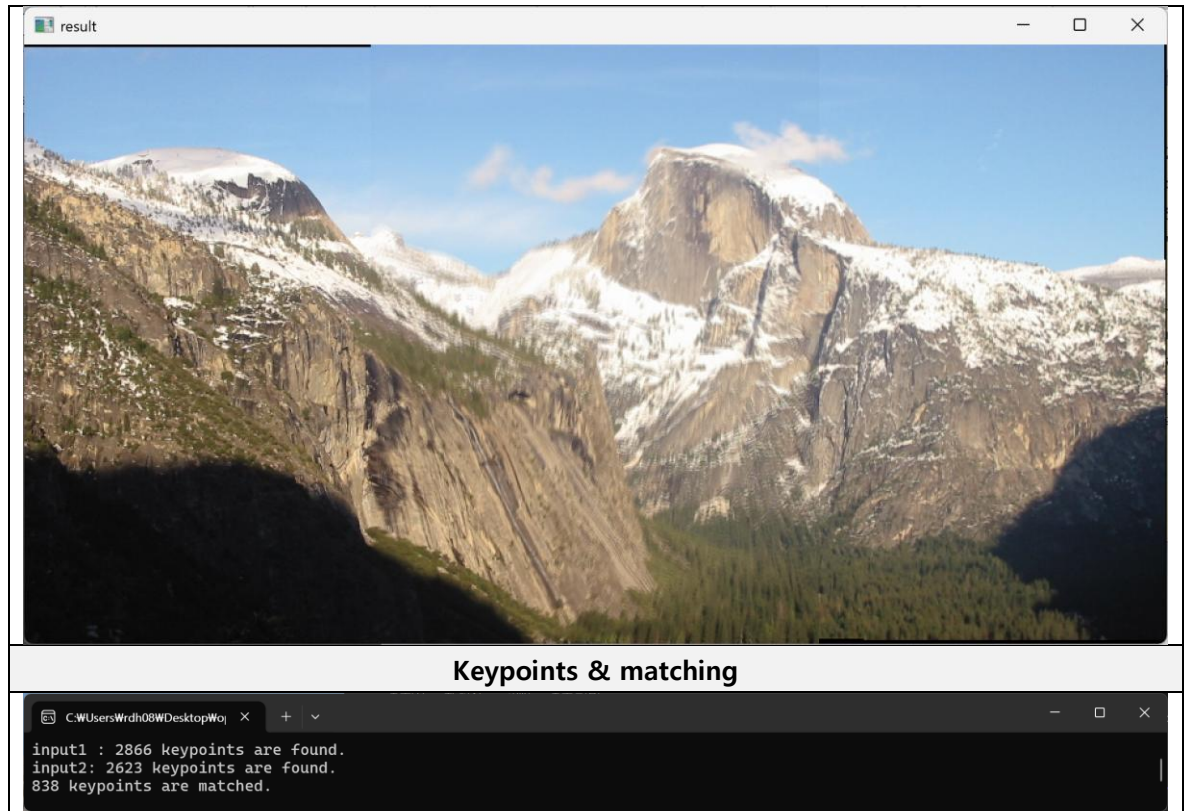 result
Keypoints & matching
C:₩Users₩rdh08₩Desktop₩o
input1 : 2866 keypoints are found.
input2: 2623 keypoints are found.
838 keypoints are matched.